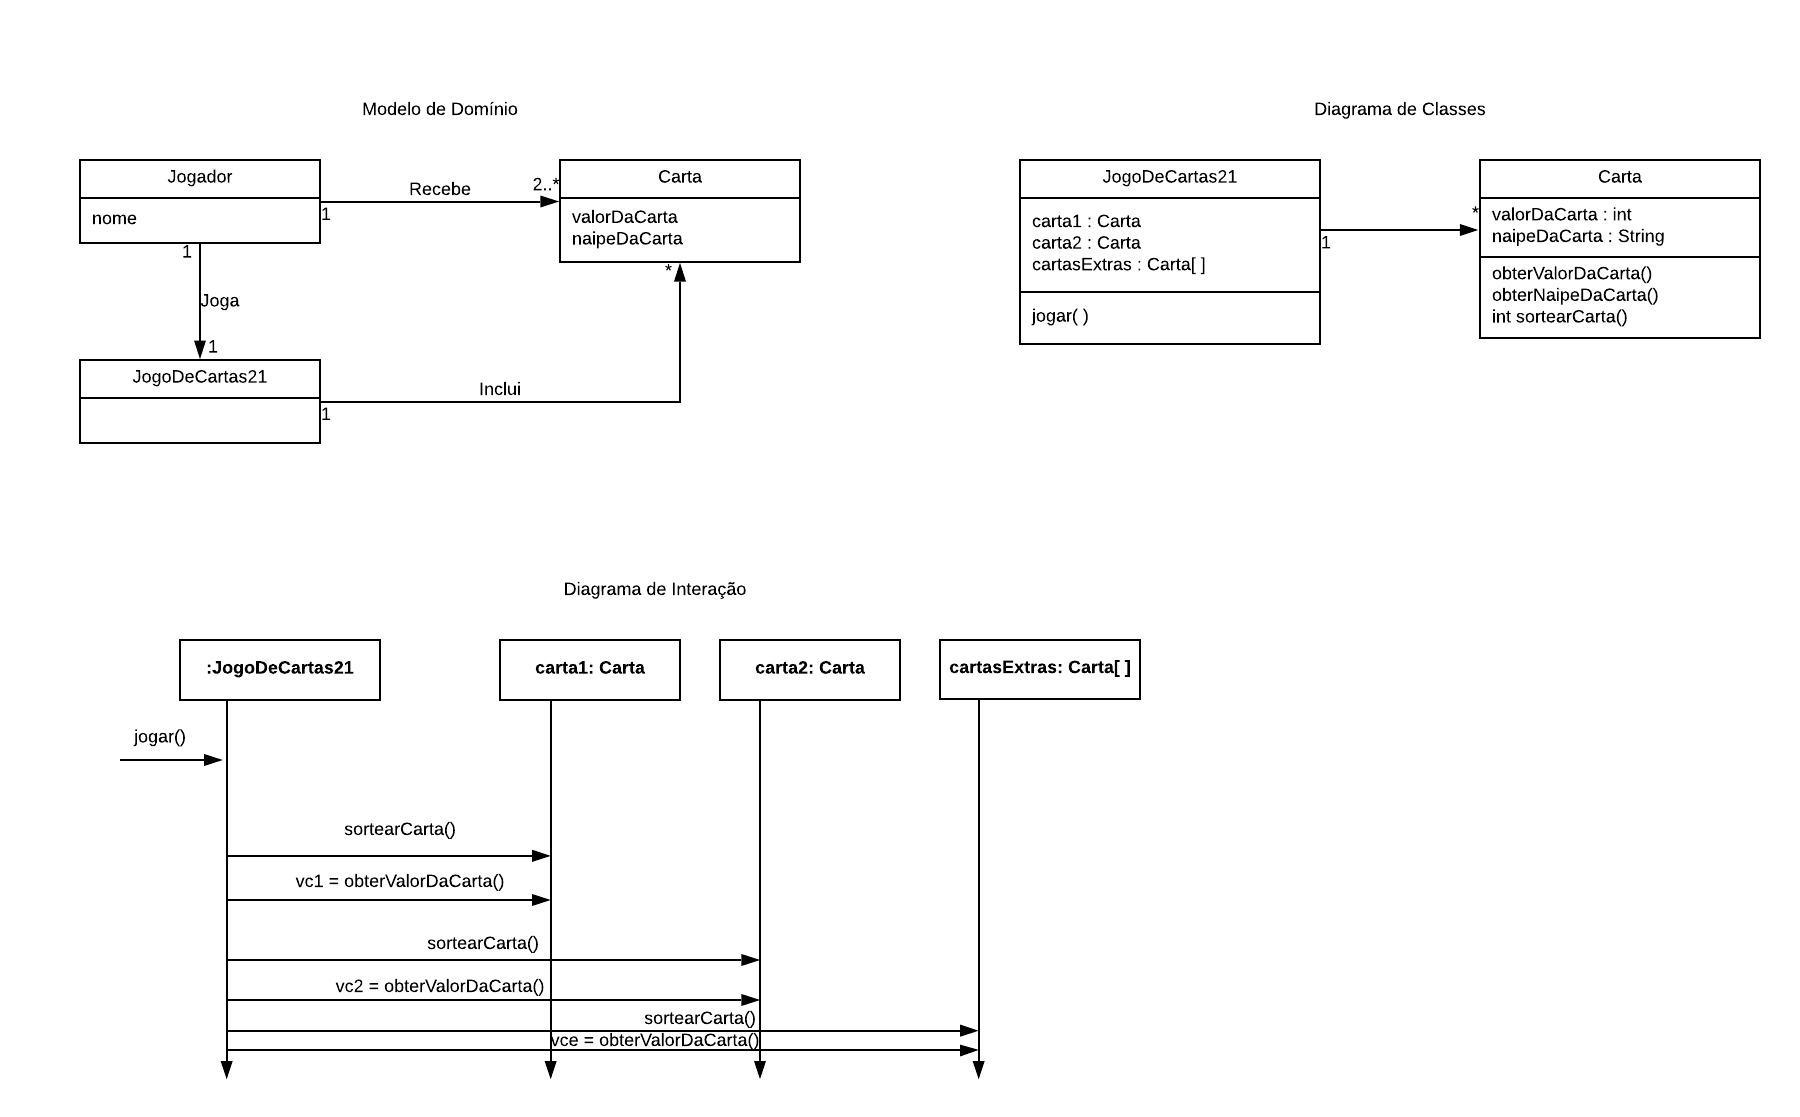 Modelo de Domínio
Jogador
nome
1
Recebe
2..*
Carta
valorDaCarta
naipeDaCarta
1
Joga
1
JogoDeCartas21
1
Inclui
*
Diagrama de Classes
JogoDeCartas21
carta1 : Carta
carta2 : Carta
cartasExtras : Carta[ ]
jogar( )
1
*
Carta
valorDaCarta : int
naipeDaCarta : String
obterValorDaCarta()
obterNaipeDaCarta()
int sortearCarta()
Diagrama de Interação
:JogoDeCartas21
carta1: Carta
carta2: Carta
cartasExtras: Carta[ ]
jogar()
sortearCarta()
vc1 = obterValorDaCarta()
sortearCarta()
vc2 = obterValorDaCarta()
sortearCarta()
vce = obterValorDaCarta()